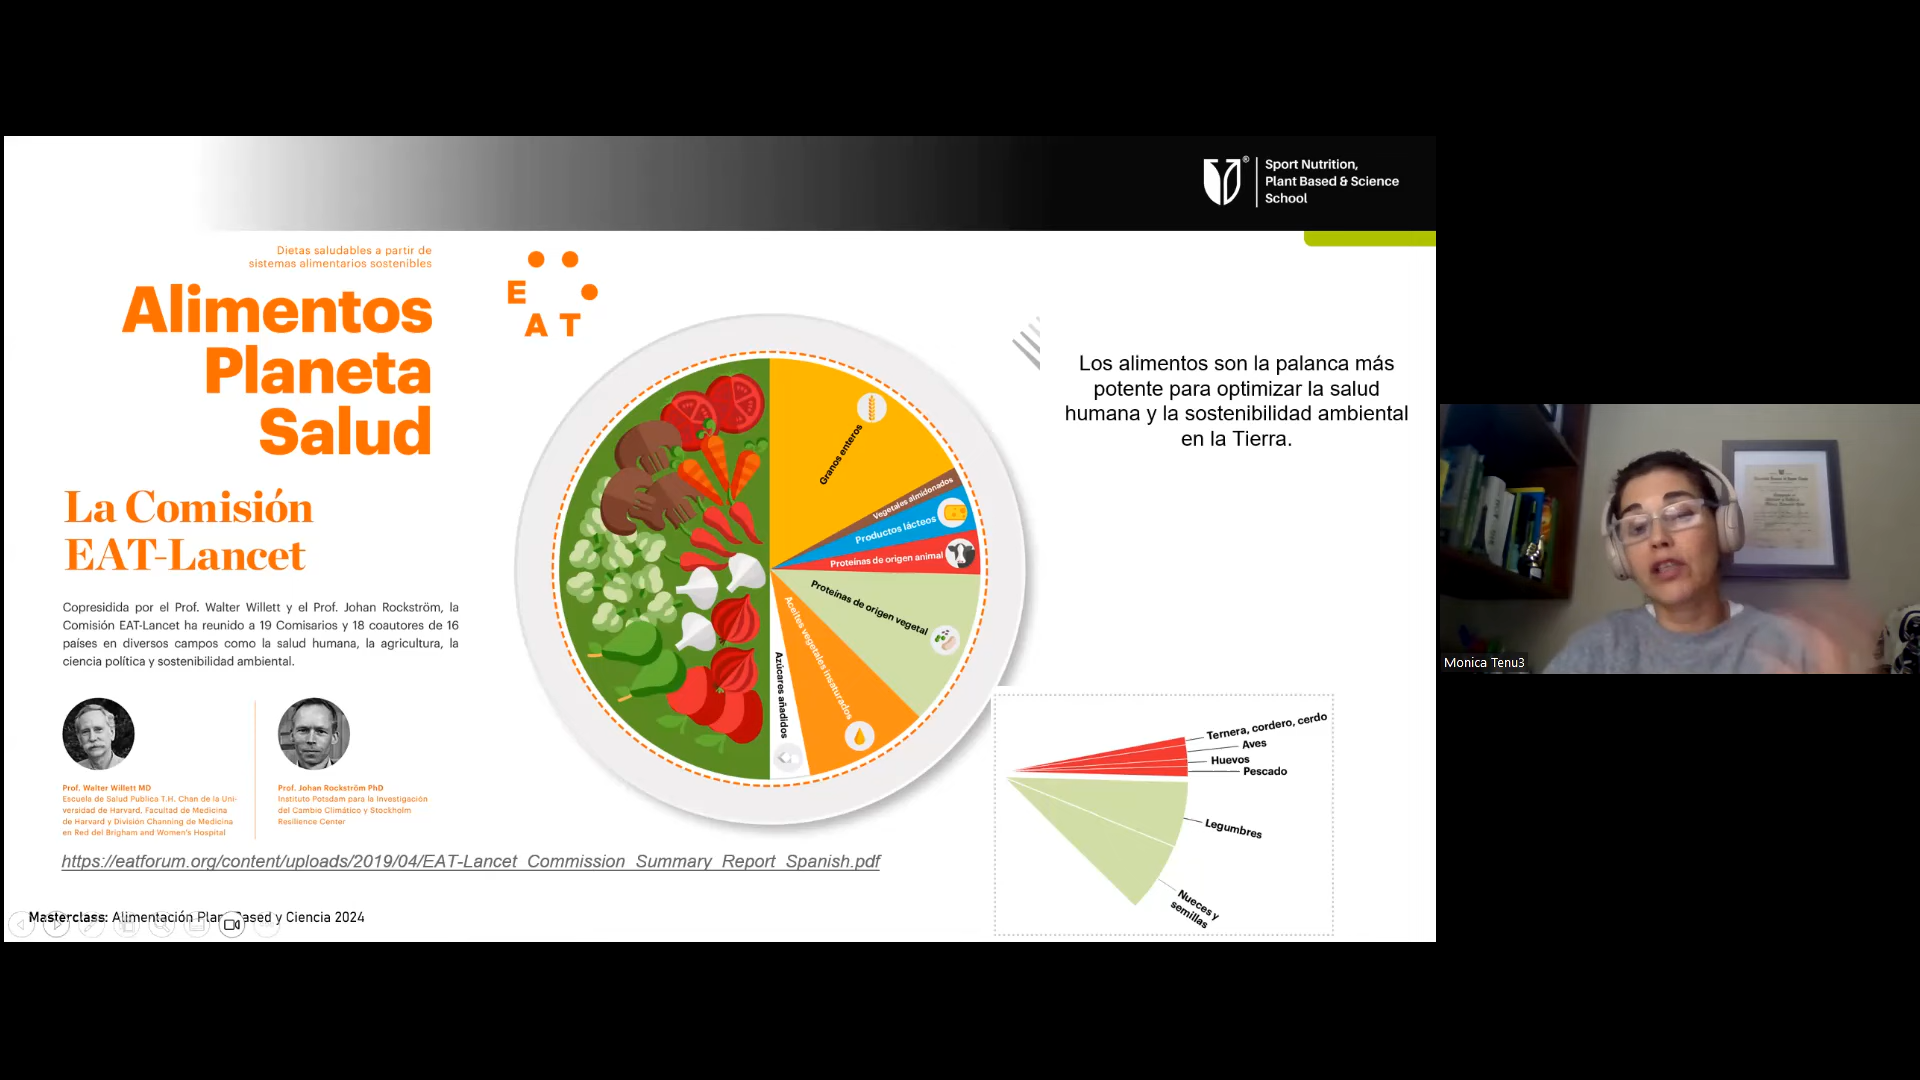 Sport Nutrition,
Plant Based & Science
School
Dietas saludables a partir de
sistemas alimentarios sostenibles
Alimentos
Planeta
Salud
E
A T
La Comisión
EAT-Lancet
Copresidida por el Prof. Walter Willett y el Prof. Johan Rockström, la
Comisión EAT-Lancet ha reunido a 19 Comisarios y 18 coautores de 16
países en diversos campos como la salud humana, la agricultura, la
ciencia política y sostenibilidad ambiental.
Prof. Walter Willett MD
Escuela de Salud Publica T.H. Chan de la Uni-
versidad de Harvard, Facultad de Medicina
de Harvard y División Channing de Medicina
en Red del Brigham and Women's Hospital
Prof. Johan Rockström PhD
Instituto Potsdam para la Investigación
del Cambio Climático y Stockholm
Resilience Center
https://eatforum.org/content/uploads/2019/04/EAT-Lancet_Commission_Summary_Report_Spanish.pdf
Granos enteros
Vegetales almidonados
Productos lácteos
Proteínas de origen animal
Proteínas de origen vegetal
Aceites vegetales insaturados
Azúcares añadidos
Los alimentos son la palanca más
potente para optimizar la salud
humana y la sostenibilidad ambiental
en la Tierra.
Ternera, cordero, cerdo
Aves
Huevos
Pescado
Legumbres
Nueces y
semillas
Masterclass: Alimentación Plant Based y Ciencia 2024
Monica Tenu3